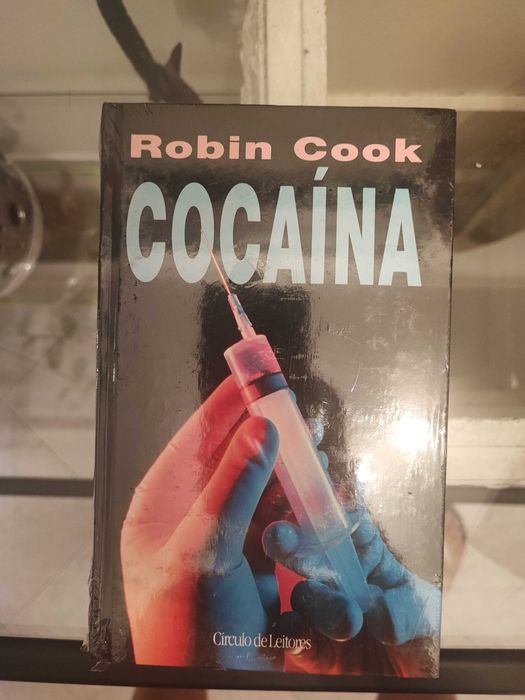 Robin Cook
COCAÍNA
Círculo de Leitores